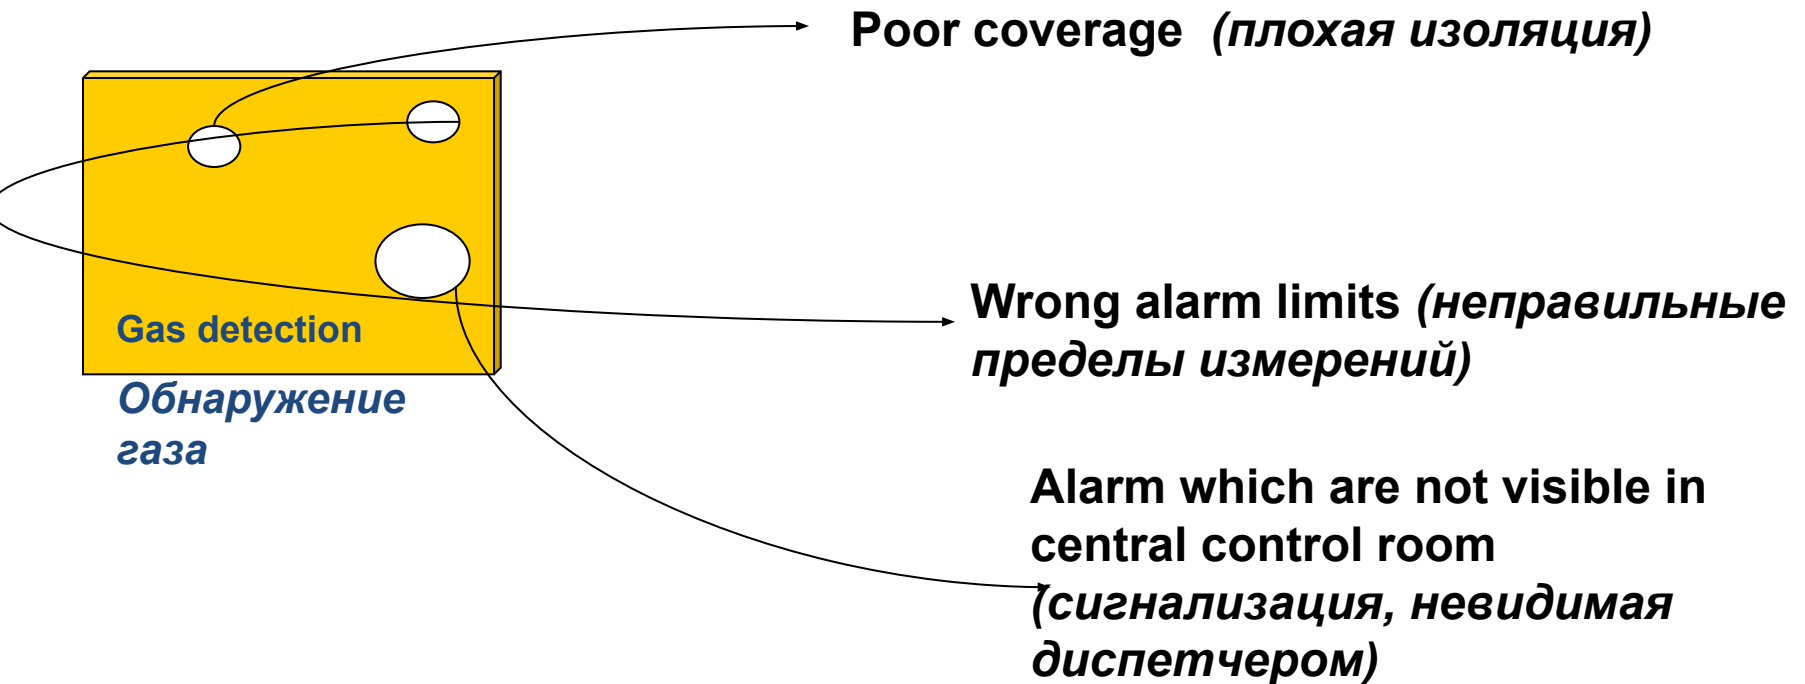 Poor coverage (плохая изоляция)
Gas detection
Обнаружение
газа
Wrong alarm limits (неправильные
пределы измерений)
Alarm which are not visible in
central control room
(сигнализация, невидимая
диспетчером)